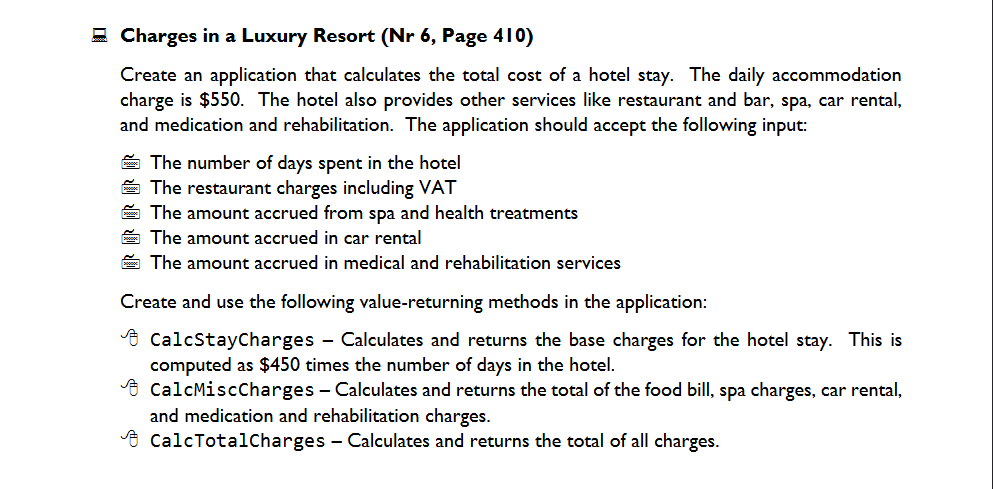 Charges in a Luxury Resort (Nr 6, Page 410)
Create an application that calculates the total cost of a hotel stay. The daily accommodation
charge is $550. The hotel also provides other services like restaurant and bar, spa, car rental,
and medication and rehabilitation. The application should accept the following input:
The number of days spent in the hotel
The restaurant charges including VAT
The amount accrued from spa and health treatments
The amount accrued in car rental
The amount accrued in medical and rehabilitation services
Create and use the following value-returning methods in the application:
CalcStayCharges – Calculates and returns the base charges for the hotel stay. This is
computed as $450 times the number of days in the hotel.
CalcMiscCharges – Calculates and returns the total of the food bill, spa charges, car rental,
and medication and rehabilitation charges.
CalcTotalCharges – Calculates and returns the total of all charges.